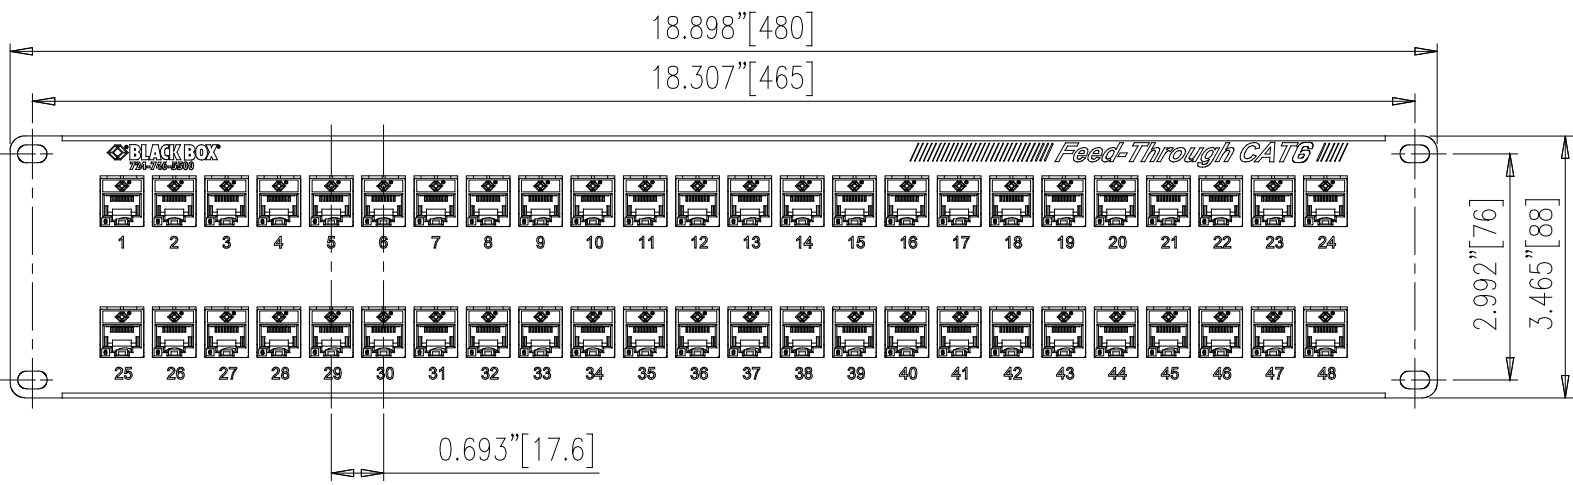 18.898”[480]
18.307”[465]
BLACK BOX® Feed-Through CAT6
724-746-5500
1 2 3 4 5 6 7 8 9 10 11 12 13 14 15 16 17 18 19 20 21 22 23 24
25 26 27 28 29 30 31 32 33 34 35 36 37 38 39 40 41 42 43 44 45 46 47 48
2.992”[76]
3.465”[88]
0.693”[17.6]